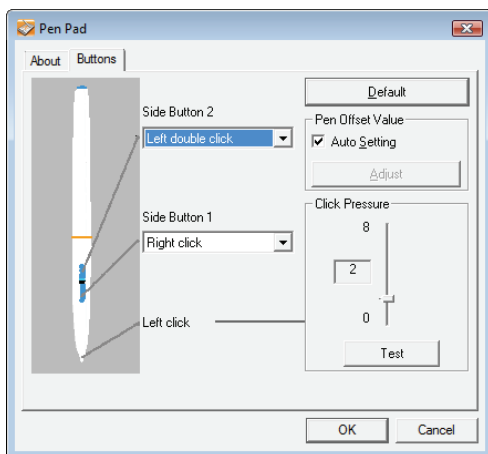 Pen Pad
About
Buttons
Side Button 2
Left double click
Side Button 1
Right click
Left click
Default
Pen Offset Value
Auto Setting
Adjust
Click Pressure
8
2
0
Test
OK
Cancel